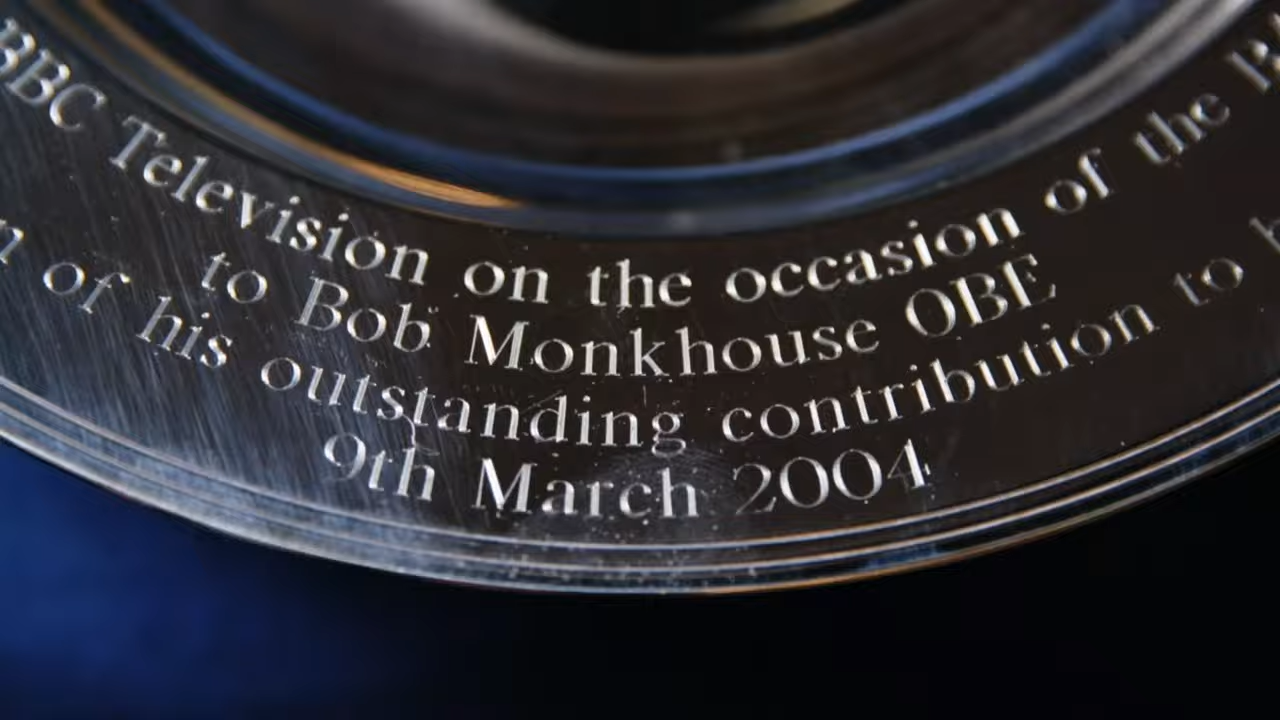 BBC Television on the occasion of the
to Bob Monkhouse OBE
of his outstanding contribution to
9th March 2004